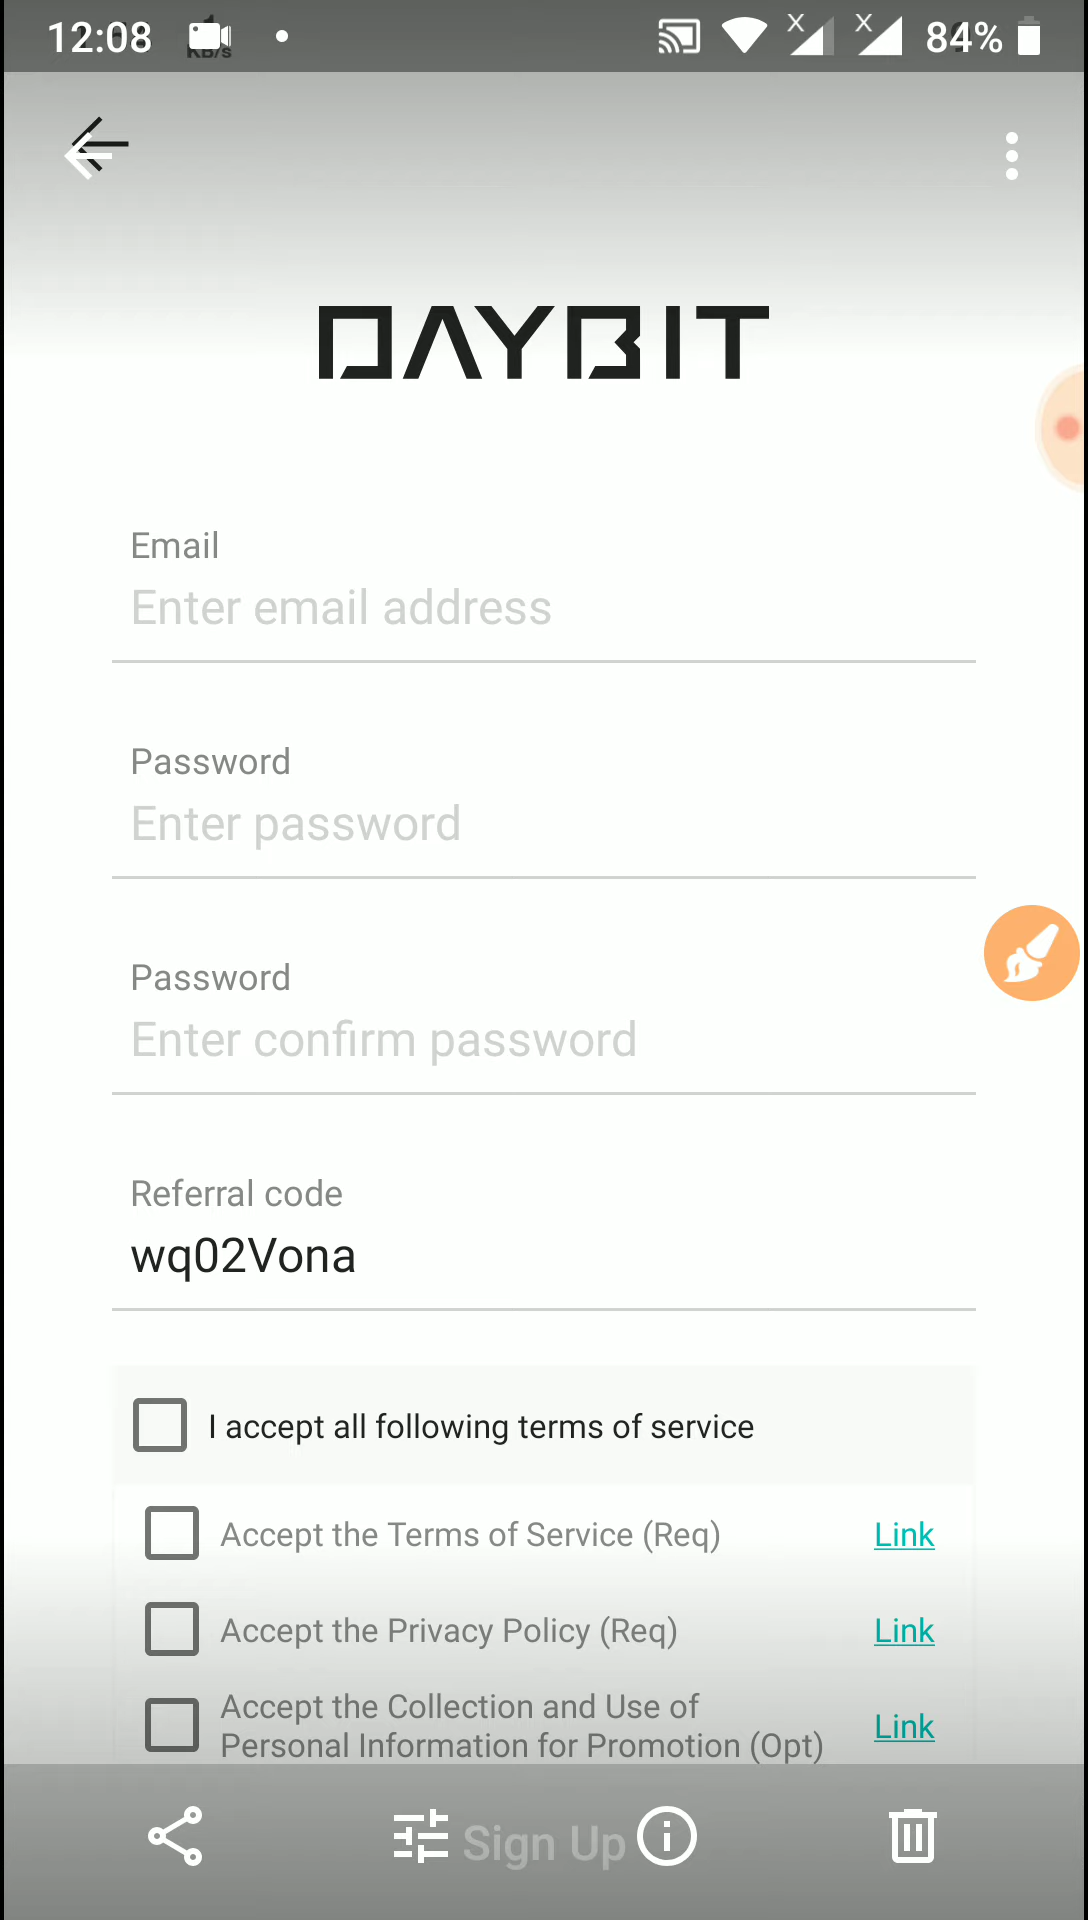 12:08
KB/s
84%
DAYBIT
Email
Enter email address
Password
Enter password
Password
Enter confirm password
Referral code
wq02Vona
I accept all following terms of service
Accept the Terms of Service (Req) Link
Accept the Privacy Policy (Req) Link
Accept the Collection and Use of
Personal Information for Promotion (Opt) Link
Sign Up